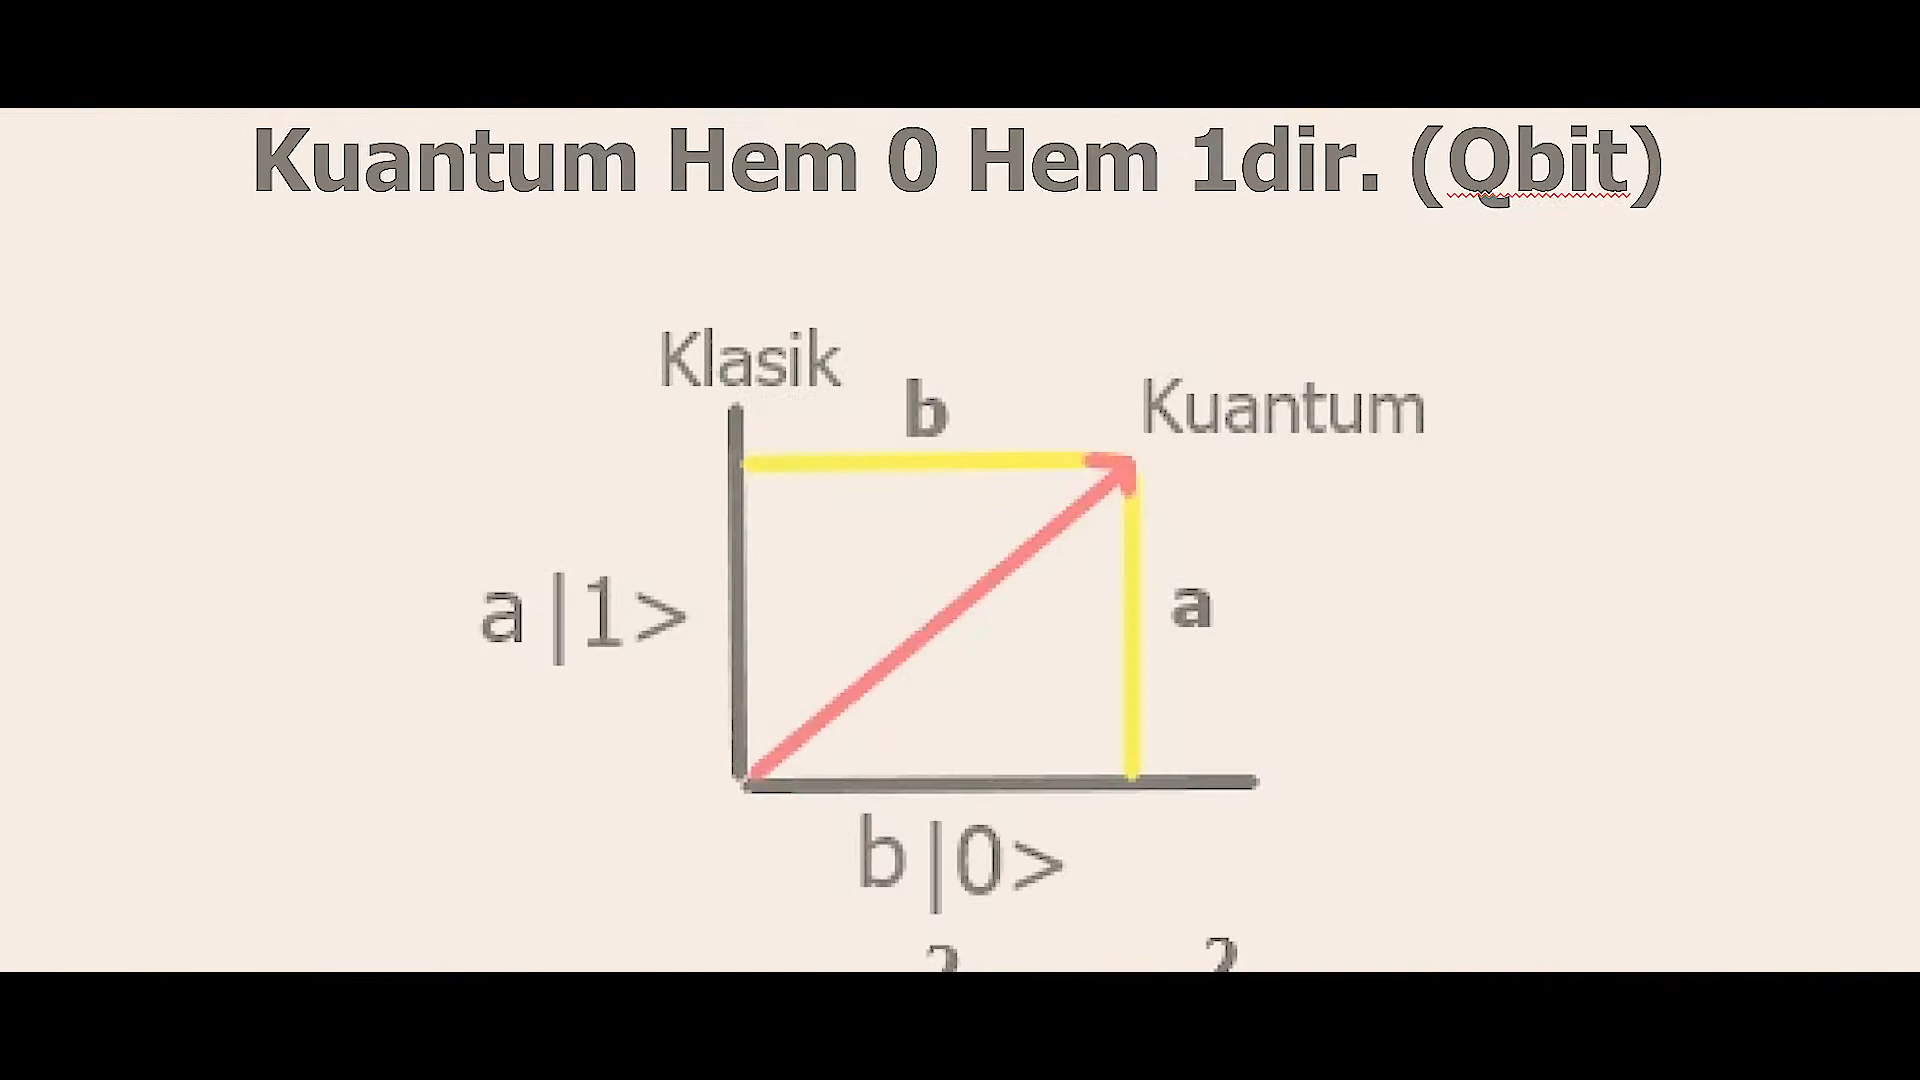 Kuantum Hem 0 Hem 1dir. (Qbit)
Klasik
b
Kuantum
a|1>
a
b|0>